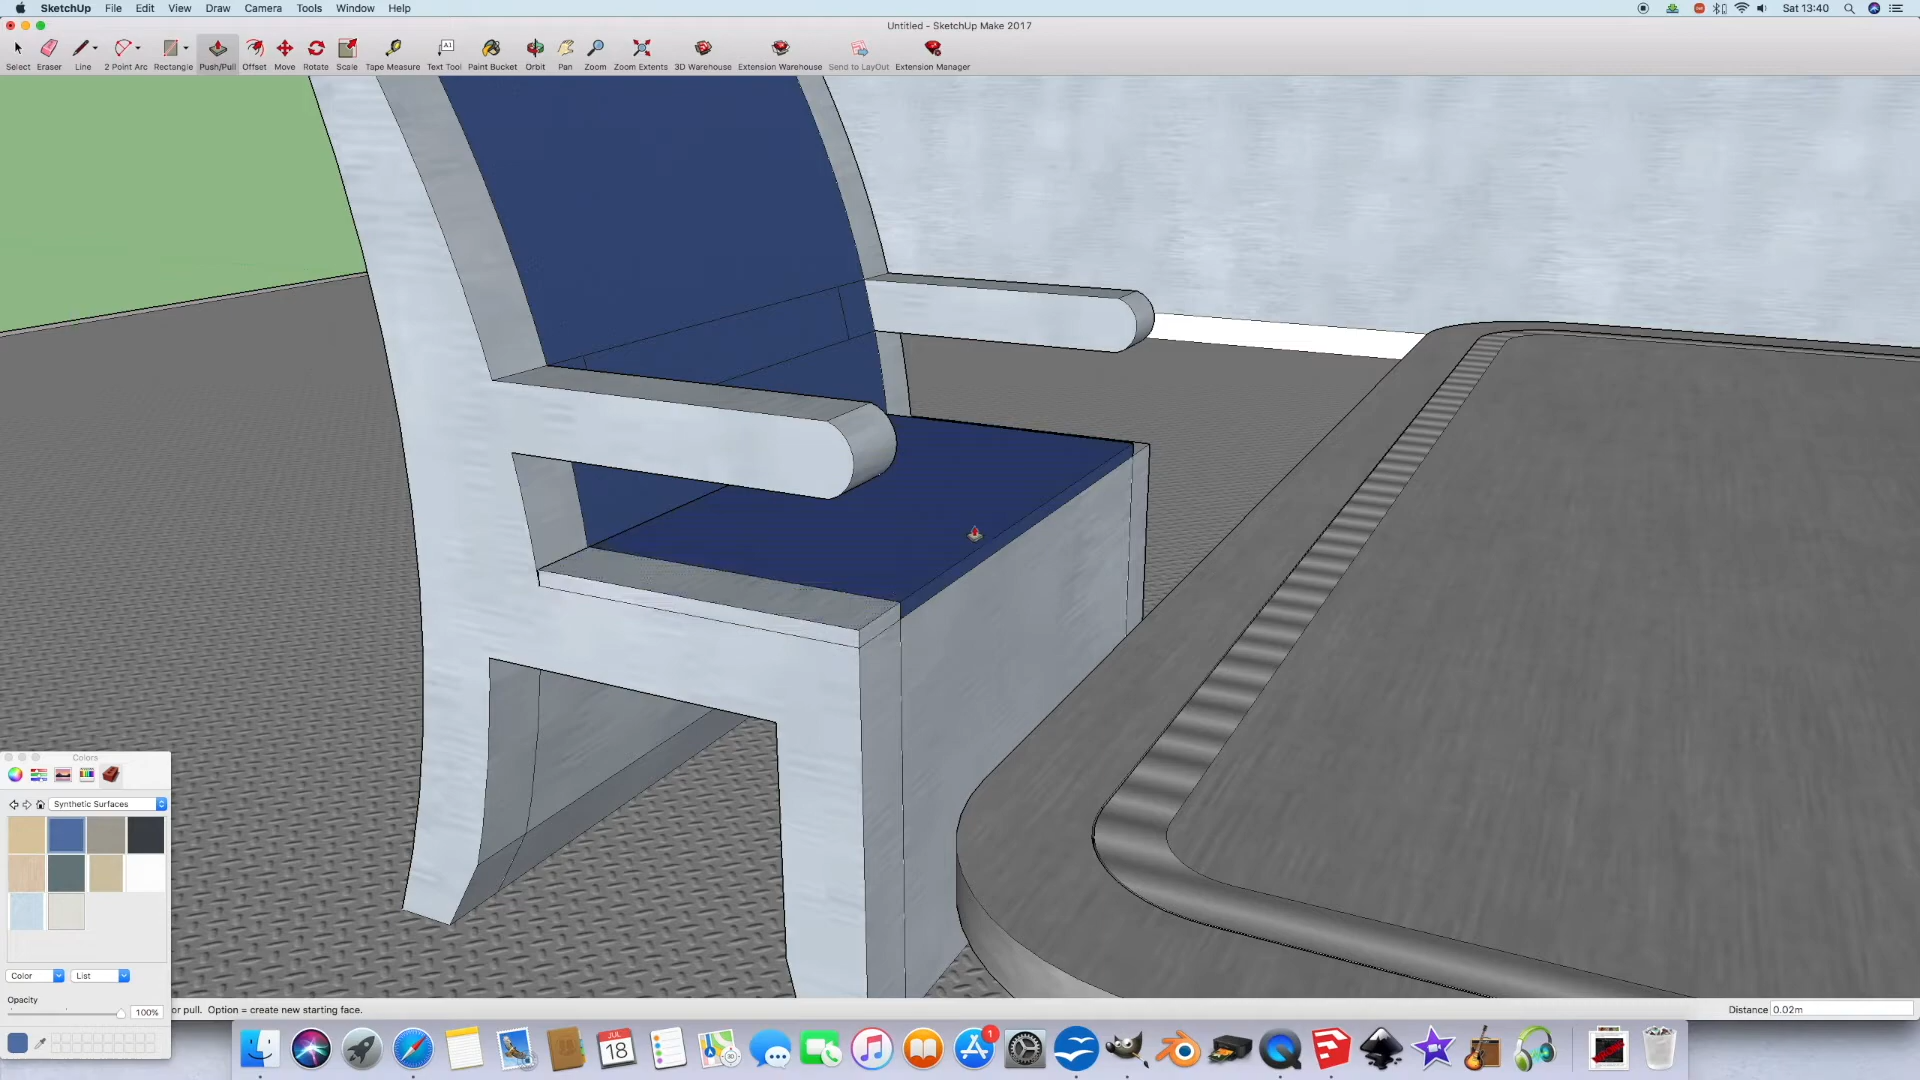 SketchUp File Edit View Draw Camera Tools Window Help
Sat 13:40
Untitled - SketchUp Make 2017
Select Eraser Line 2 Point Arc Rectangle Push/Pull Offset Move Rotate Scale Tape Measure Text Tool Paint Bucket Orbit Pan Zoom Zoom Extents 3D Warehouse Extension Warehouse Send to LayOut Extension Manager
Colors
Synthetic Surfaces
Color List
Opacity
100%
or pull. Option = create new starting face.
Distance 0.02m
JUL
18
1